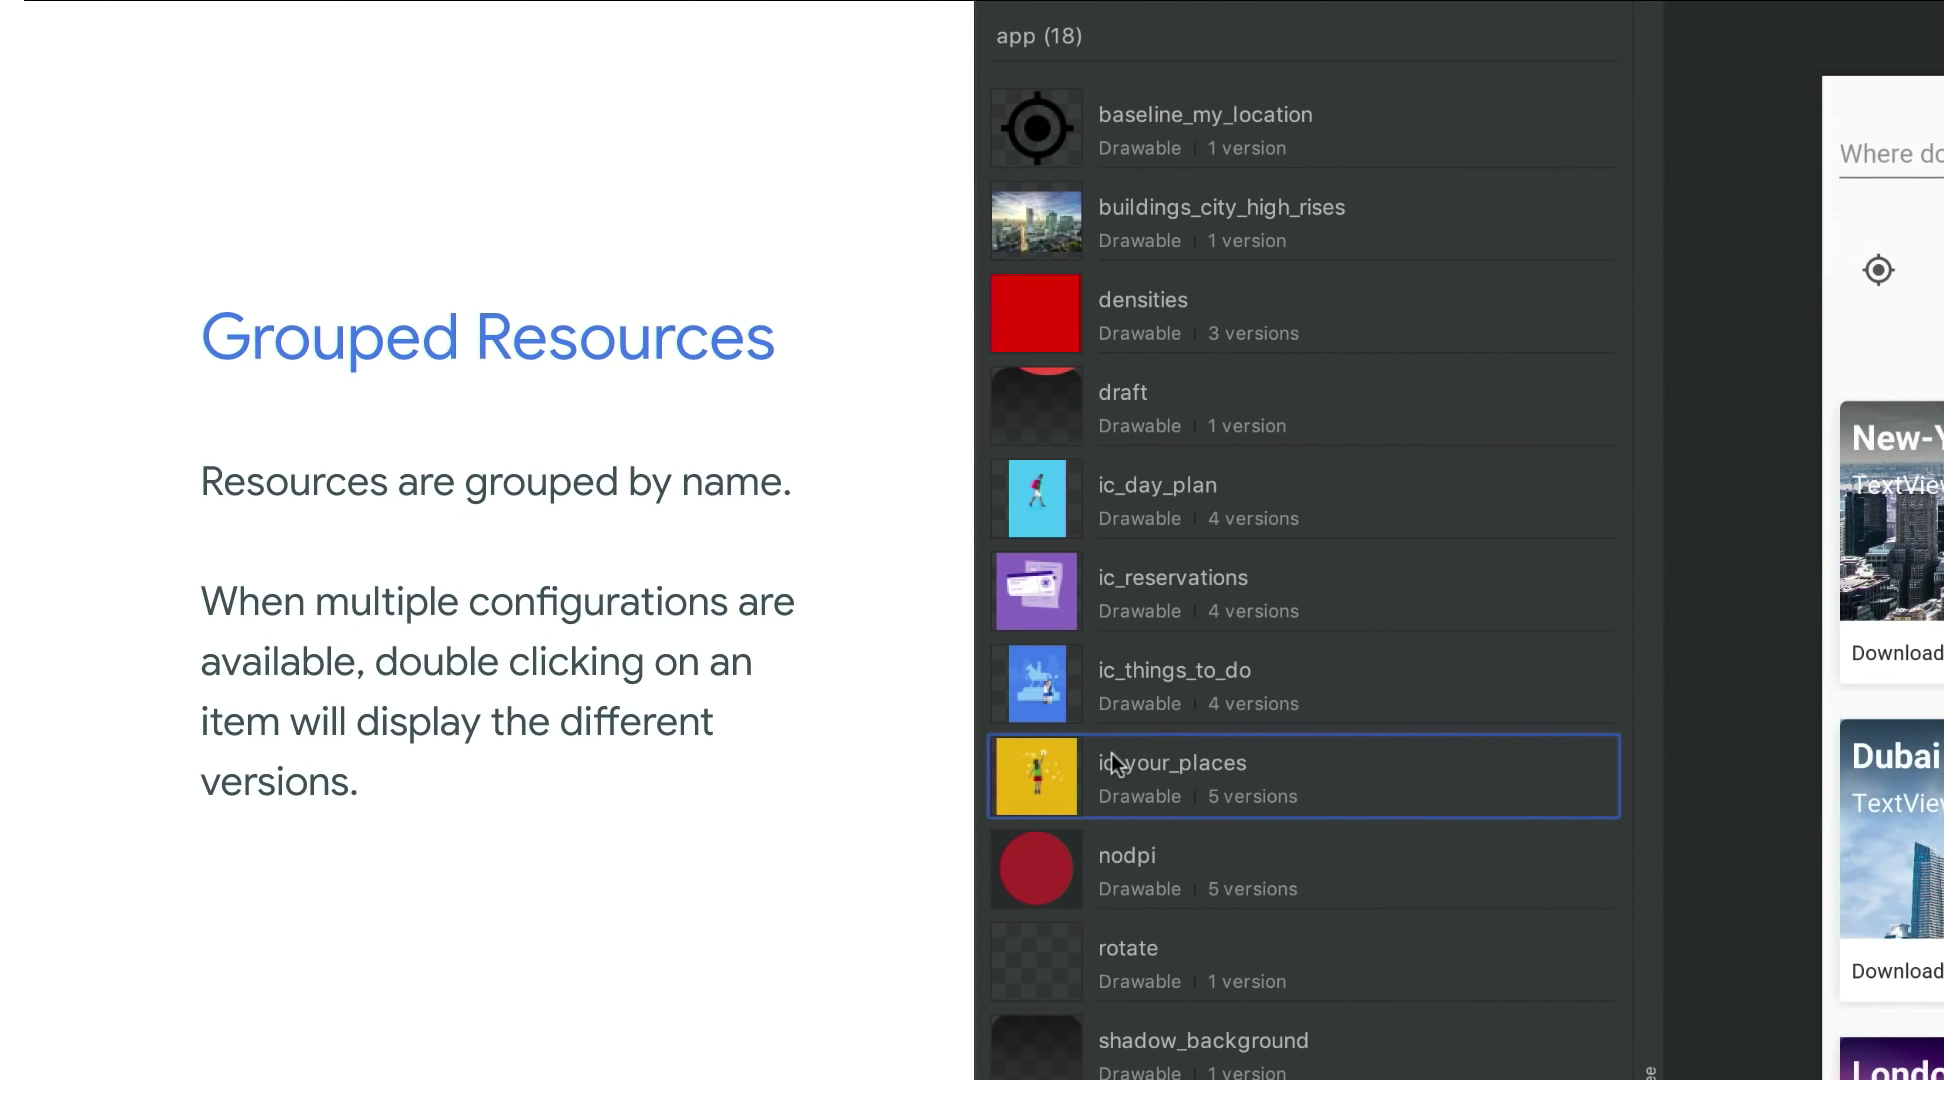 Grouped Resources
Resources are grouped by name.
When multiple configurations are
available, double clicking on an
item will display the different
versions.
app (18)
baseline_my_location
Drawable | 1 version
buildings_city_high_rises
Drawable | 1 version
densities
Drawable | 3 versions
draft
Drawable | 1 version
ic_day_plan
Drawable | 4 versions
ic_reservations
Drawable | 4 versions
ic_things_to_do
Drawable | 4 versions
ic_your_places
Drawable | 5 versions
nodpi
Drawable | 5 versions
rotate
Drawable | 1 version
shadow_background
Drawable | 1 version
ee
Where do
New-Y
TextView
Download
Dubai
TextView
Download
Londo